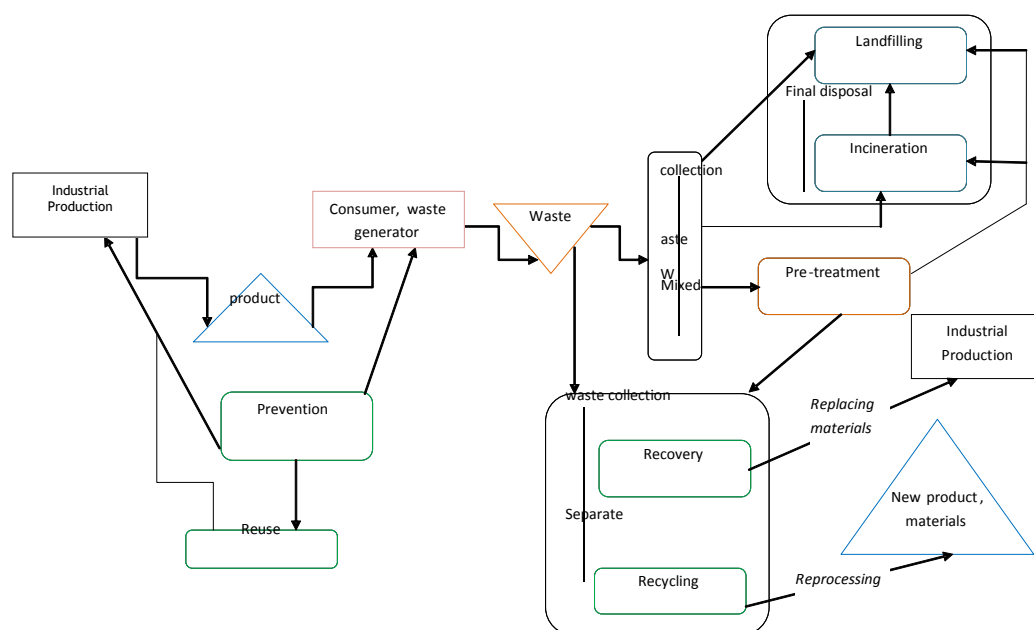 Landfilling
Final disposal
Incineration
collection
aste
W
Mixed
Industrial
Production
Consumer, waste
generator
Waste
product
Pre-treatment
Industrial
Production
Prevention
waste collection
Replacing
materials
Recovery
New product,
materials
Separate
Reuse
Recycling
Reprocessing